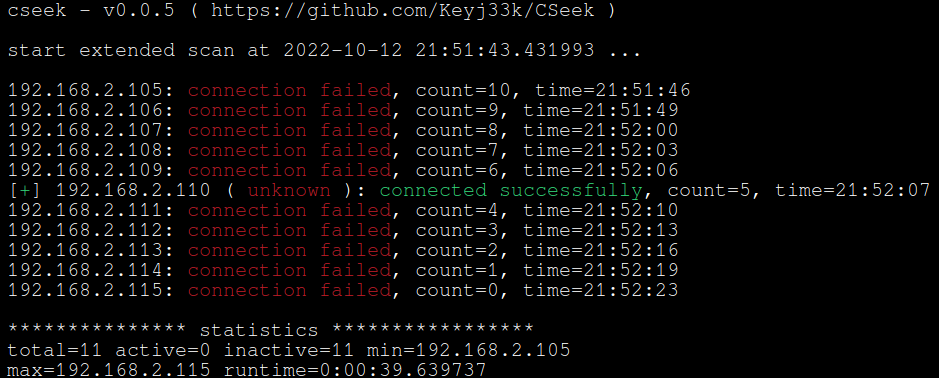 cseek - v0.0.5 ( https://github.com/Keyj33k/CSeek )
start extended scan at 2022-10-12 21:51:43.431993 ...
192.168.2.105: connection failed, count=10, time=21:51:46
192.168.2.106: connection failed, count=9, time=21:51:49
192.168.2.107: connection failed, count=8, time=21:52:00
192.168.2.108: connection failed, count=7, time=21:52:03
192.168.2.109: connection failed, count=6, time=21:52:06
[+] 192.168.2.110 ( unknown ): connected successfully, count=5, time=21:52:07
192.168.2.111: connection failed, count=4, time=21:52:10
192.168.2.112: connection failed, count=3, time=21:52:13
192.168.2.113: connection failed, count=2, time=21:52:16
192.168.2.114: connection failed, count=1, time=21:52:19
192.168.2.115: connection failed, count=0, time=21:52:23
*************** statistics *****************
total=11 active=0 inactive=11 min=192.168.2.105
max=192.168.2.115 runtime=0:00:39.639737